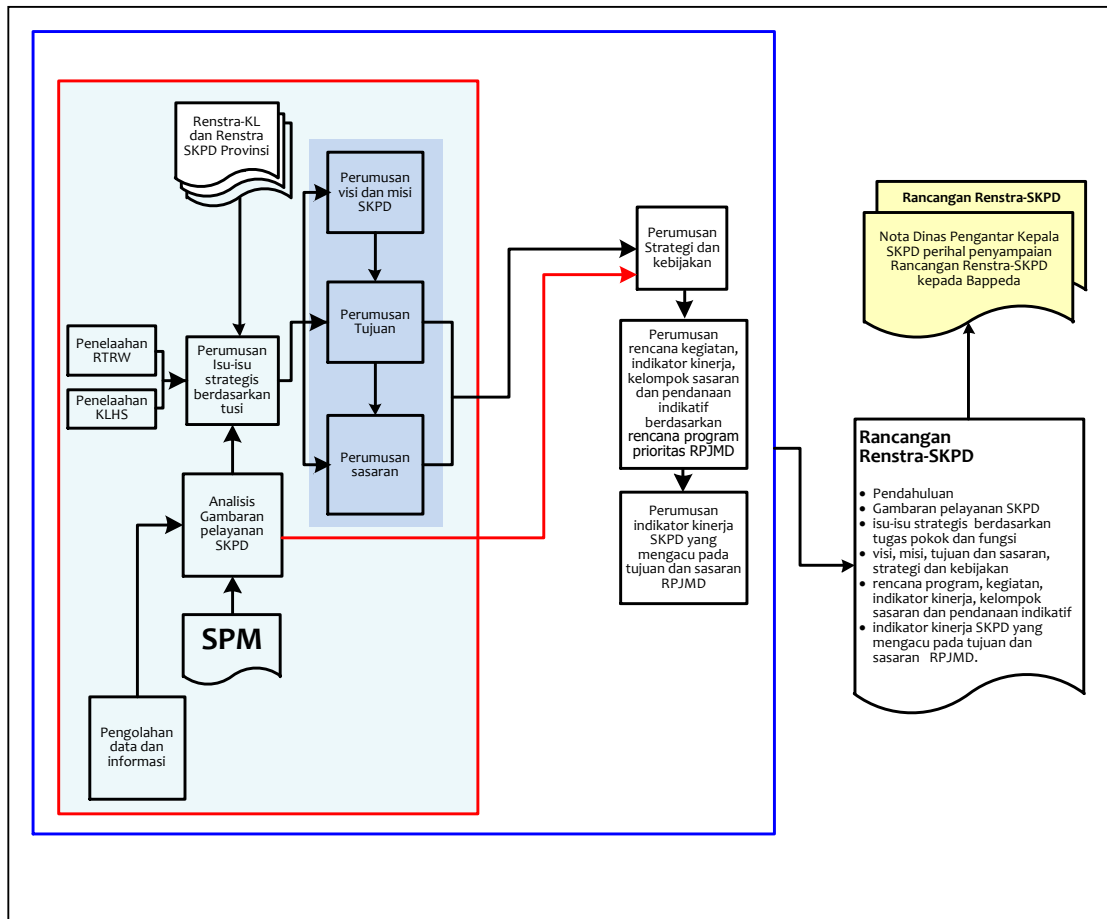 Renstra-KL
dan Renstra
SKPD Provinsi
Perumusan
visi dan misi
SKPD
Perumusan
Tujuan
Perumusan
sasaran
Penelaahan
RTRW
Penelaahan
KLHS
Perumusan
Isu-isu
strategis
berdasarkan
tusi
Analisis
Gambaran
pelayanan
SKPD
SPM
Pengolahan
data dan
informasi
Perumusan
Strategi dan
kebijakan
Perumusan
rencana kegiatan,
indikator kinerja,
kelompok sasaran
dan pendanaan
indikatif
berdasarkan
rencana program
prioritas RPJMD
Perumusan
indikator kinerja
SKPD yang
mengacu pada
tujuan dan sasaran
RPJMD
Rancangan Renstra-SKPD
Nota Dinas Pengantar Kepala
SKPD perihal penyampaian
Rancangan Renstra-SKPD
kepada Bappeda
Rancangan
Renstra-SKPD
• Pendahuluan
• Gambaran pelayanan SKPD
• isu-isu strategis berdasarkan
tugas pokok dan fungsi
• visi, misi, tujuan dan sasaran,
strategi dan kebijakan
• rencana program, kegiatan,
indikator kinerja, kelompok
sasaran dan pendanaan indikatif
• indikator kinerja SKPD yang
mengacu pada tujuan dan
sasaran RPJMD.